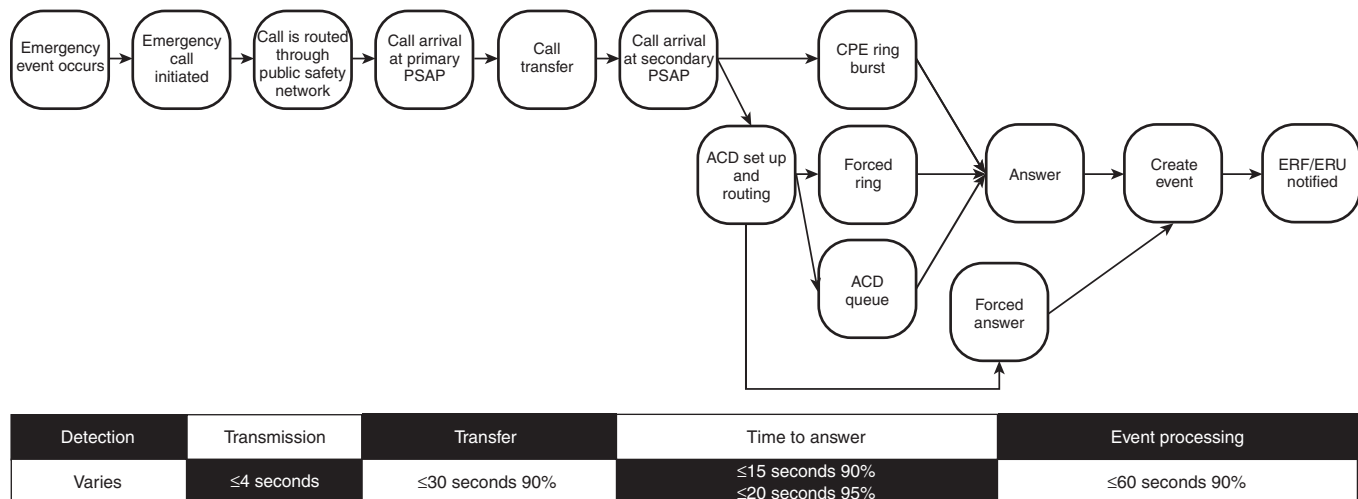 Emergency
event occurs
Emergency
call
initiated
Call is routed
through
public safety
network
Call arrival
at primary
PSAP
Call
transfer
Call arrival
at secondary
PSAP
CPE ring
burst
ACD set up
and
routing
Forced
ring
Answer
Create
event
ERF/ERU
notified
ACD
queue
Forced
answer
Detection
Transmission
Transfer
Time to answer
Event processing
Varies
≤4 seconds
≤30 seconds 90%
≤15 seconds 90%
≤20 seconds 95%
≤60 seconds 90%